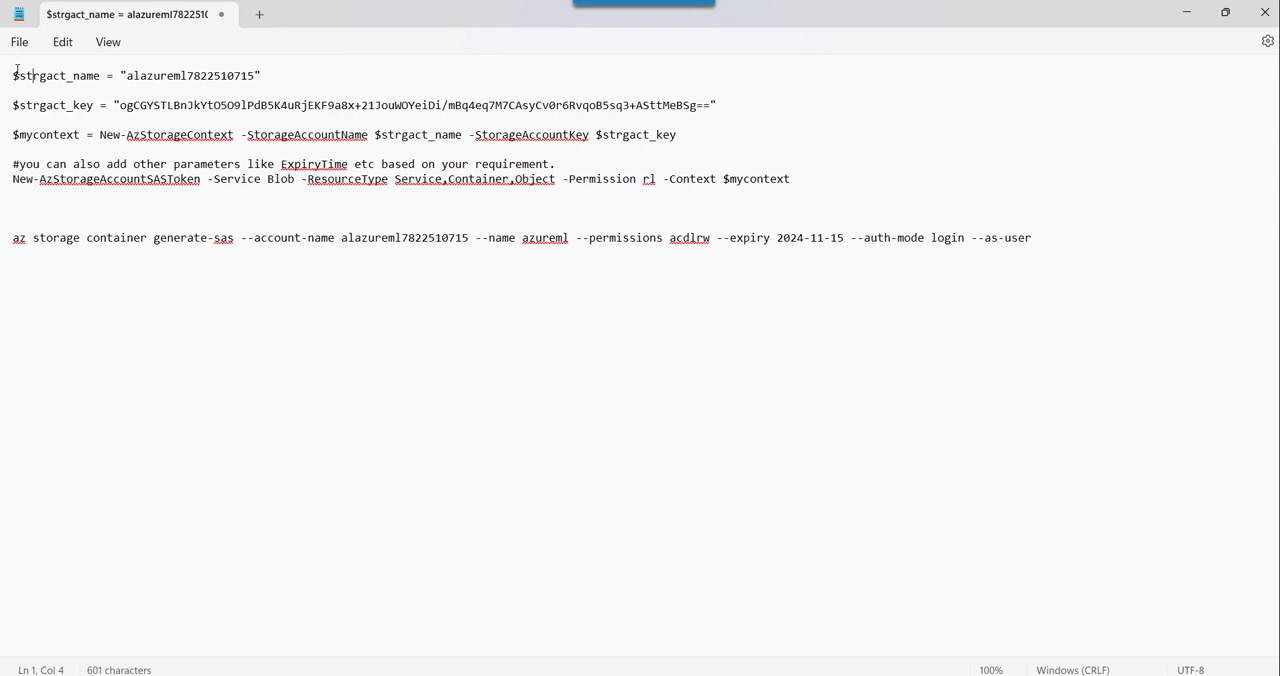 $strgact_name = alazureml782251(
File
Edit
View
$strgact_name = "alazureml7822510715"
$strgact_key = "ogCGYSTLBnJkYtO5O9lPdB5K4uRjEKF9a8x+21JouWOYeiDi/mBq4eq7M7CAsyCv0r6RvqoB5sq3+ASttMeBSg=="
$mycontext = New-AzStorageContext -StorageAccountName $strgact_name -StorageAccountKey $strgact_key
#you can also add other parameters like ExpiryTime etc based on your requirement.
New-AzStorageAccountSASToken -Service Blob -ResourceType Service,Container,Object -Permission rl -Context $mycontext
az storage container generate-sas --account-name alazureml7822510715 --name azureml --permissions acdlrw --expiry 2024-11-15 --auth-mode login --as-user
Ln 1, Col 4
601 characters
100%
Windows (CRLF)
UTF-8